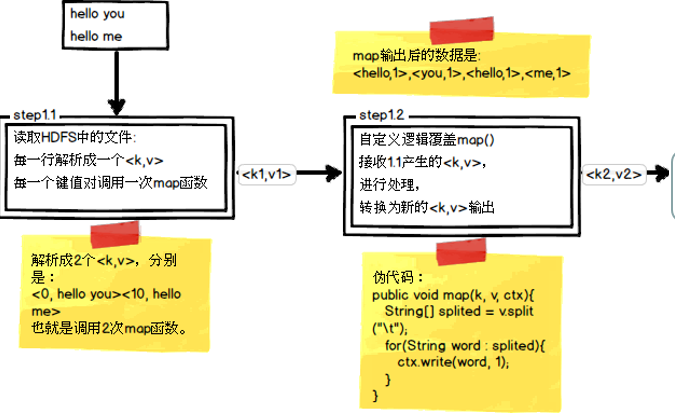 hello you
hello me
map输出后的数据是:
<hello,1>,<you,1>,<hello,1>,<me,1>
step1.1
读取HDFS中的文件:
每一行解析成一个<k,v>
每一个键值对调用一次map函数
<k1,v1>
step1.2
自定义逻辑覆盖map()
接收1.1产生的<k,v>,
进行处理,
转换为新的<k,v>输出
<k2,v2>
解析成2个<k,v>,分别
是:
<0, hello you><10, hello
me>
也就是调用2次map函数。
伪代码:
public void map(k, v, ctx){
String[] splited = v.split
("\t");
for(String word : splited){
ctx.write(word, 1);
}
}